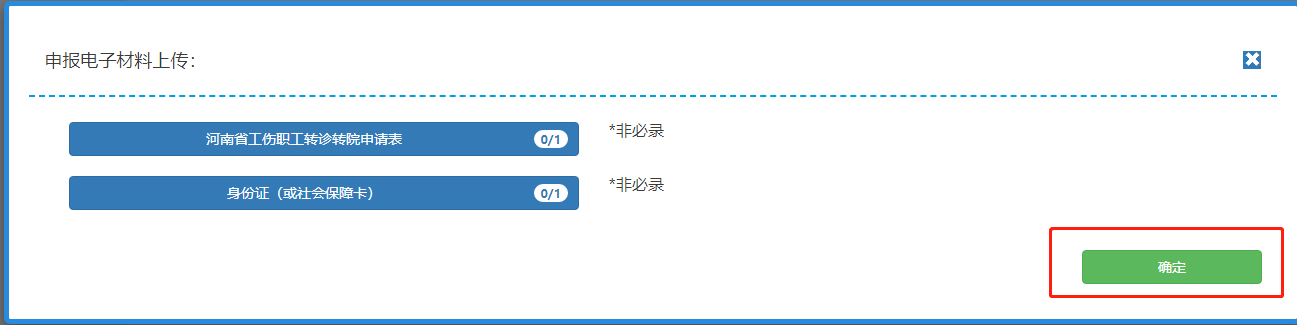 申报电子材料上传：
河南省工伤职工转诊转院申请表 0/1 *非必录
身份证（或社会保障卡） 0/1 *非必录
确定